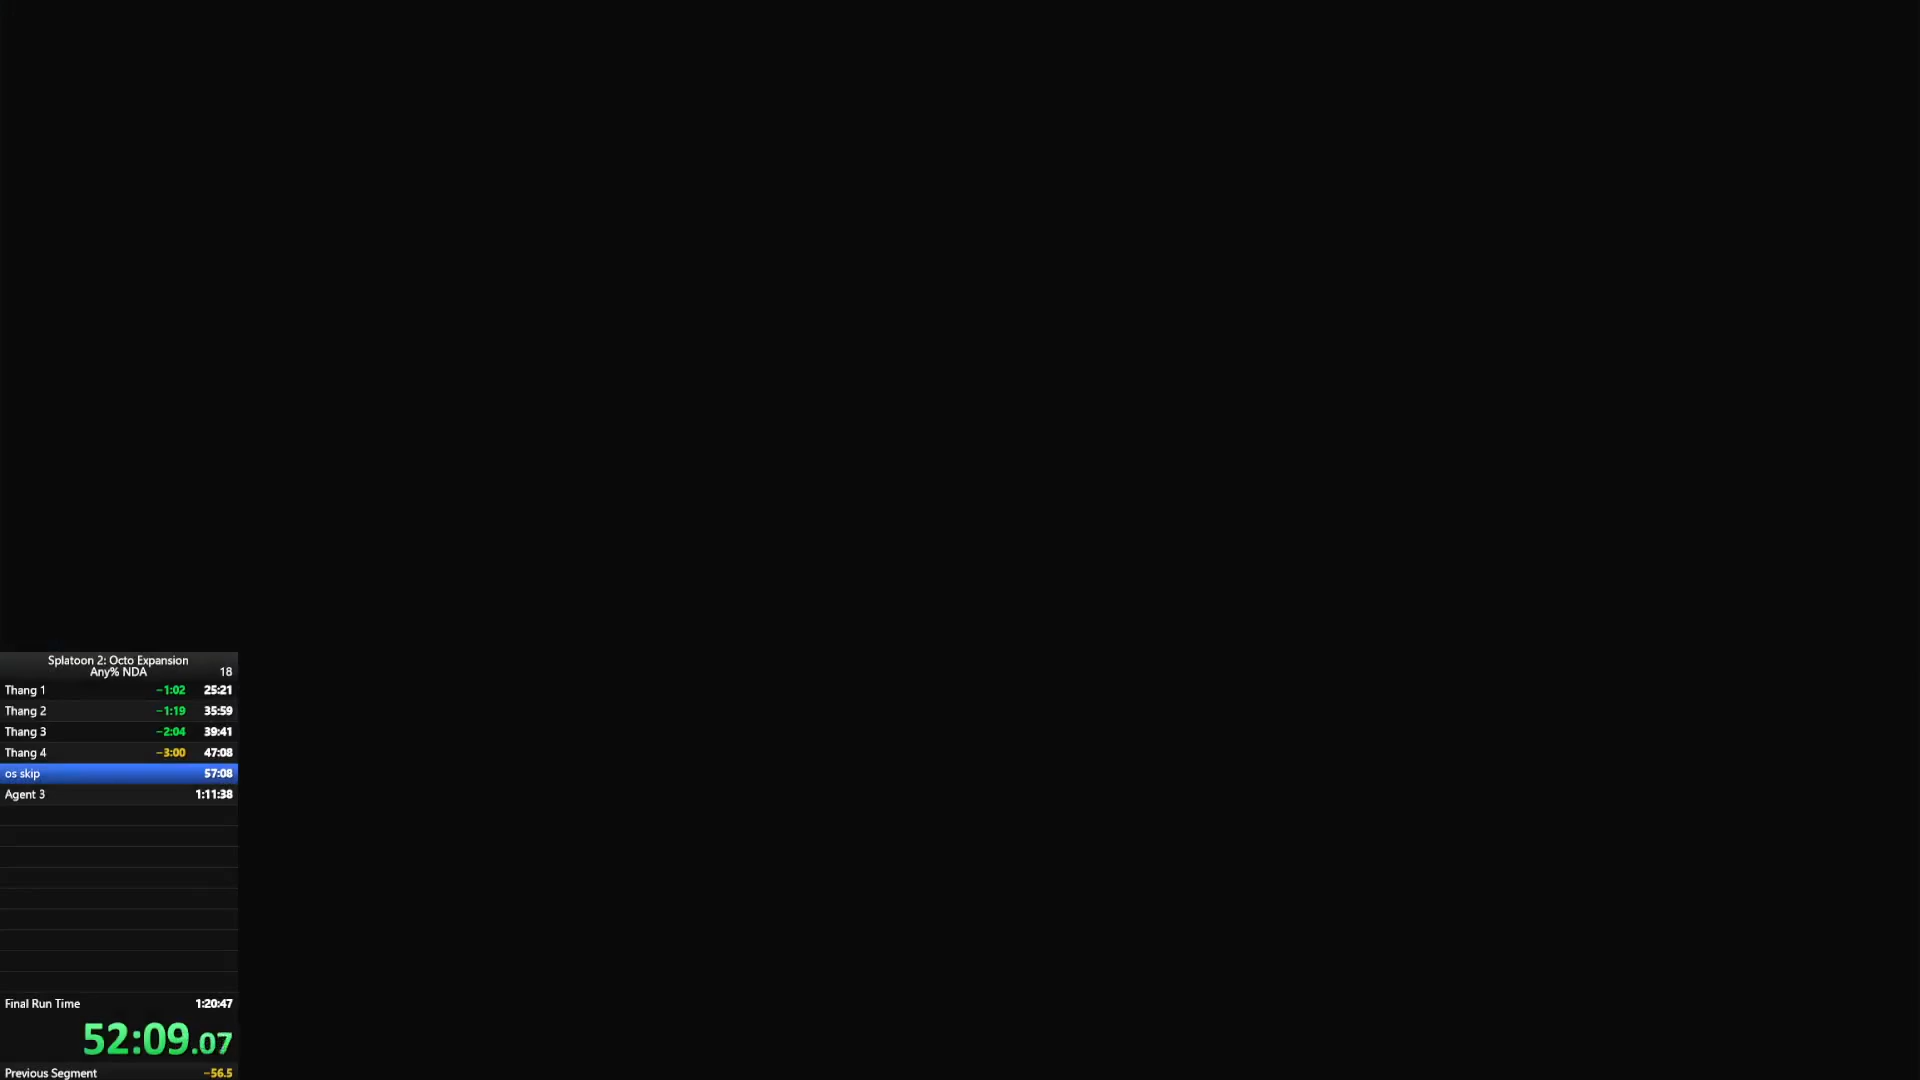 Splatoon 2: Octo Expansion
Any% NDA 18
Thang 1 −1:02 25:21
Thang 2 −1:19 35:59
Thang 3 −2:04 39:41
Thang 4 −3:00 47:08
os skip 57:08
Agent 3 1:11:38
Final Run Time 1:20:47
52:09.07
Previous Segment −56.5